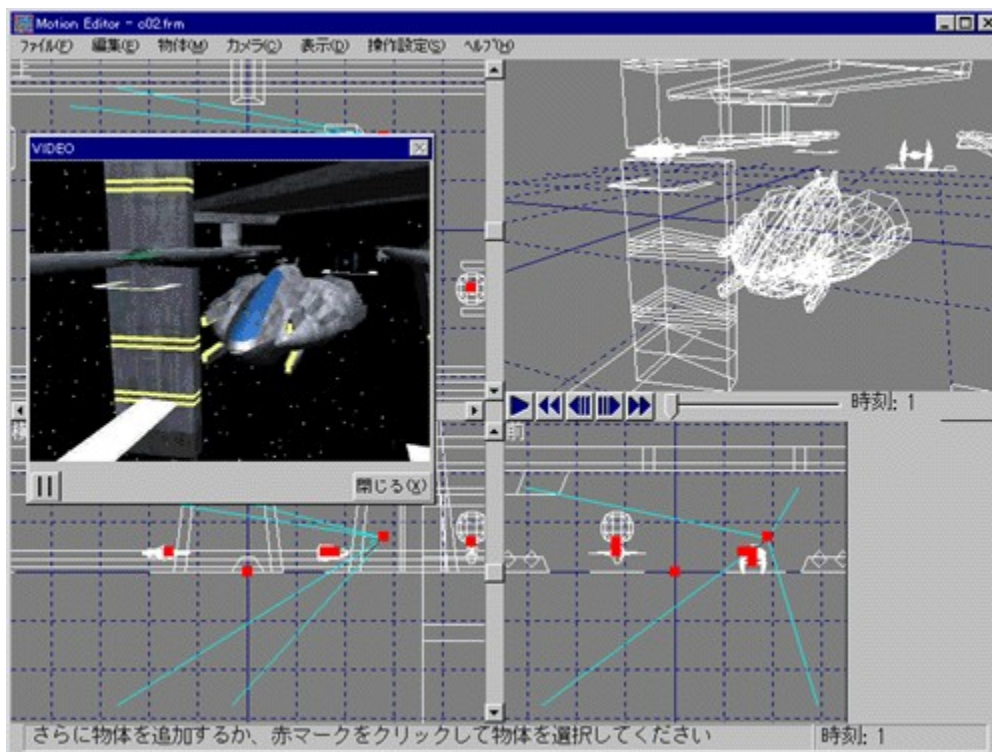 Motion Editor - c02.frm
ファイル(F) 編集(E) 物体(M) カメラ(C) 表示(D) 操作設定(S) ヘルプ(H)
上
VIDEO
時刻: 1
前
閉じる(X)
さらに物体を追加するか、赤マークをクリックして物体を選択してください
時刻: 1